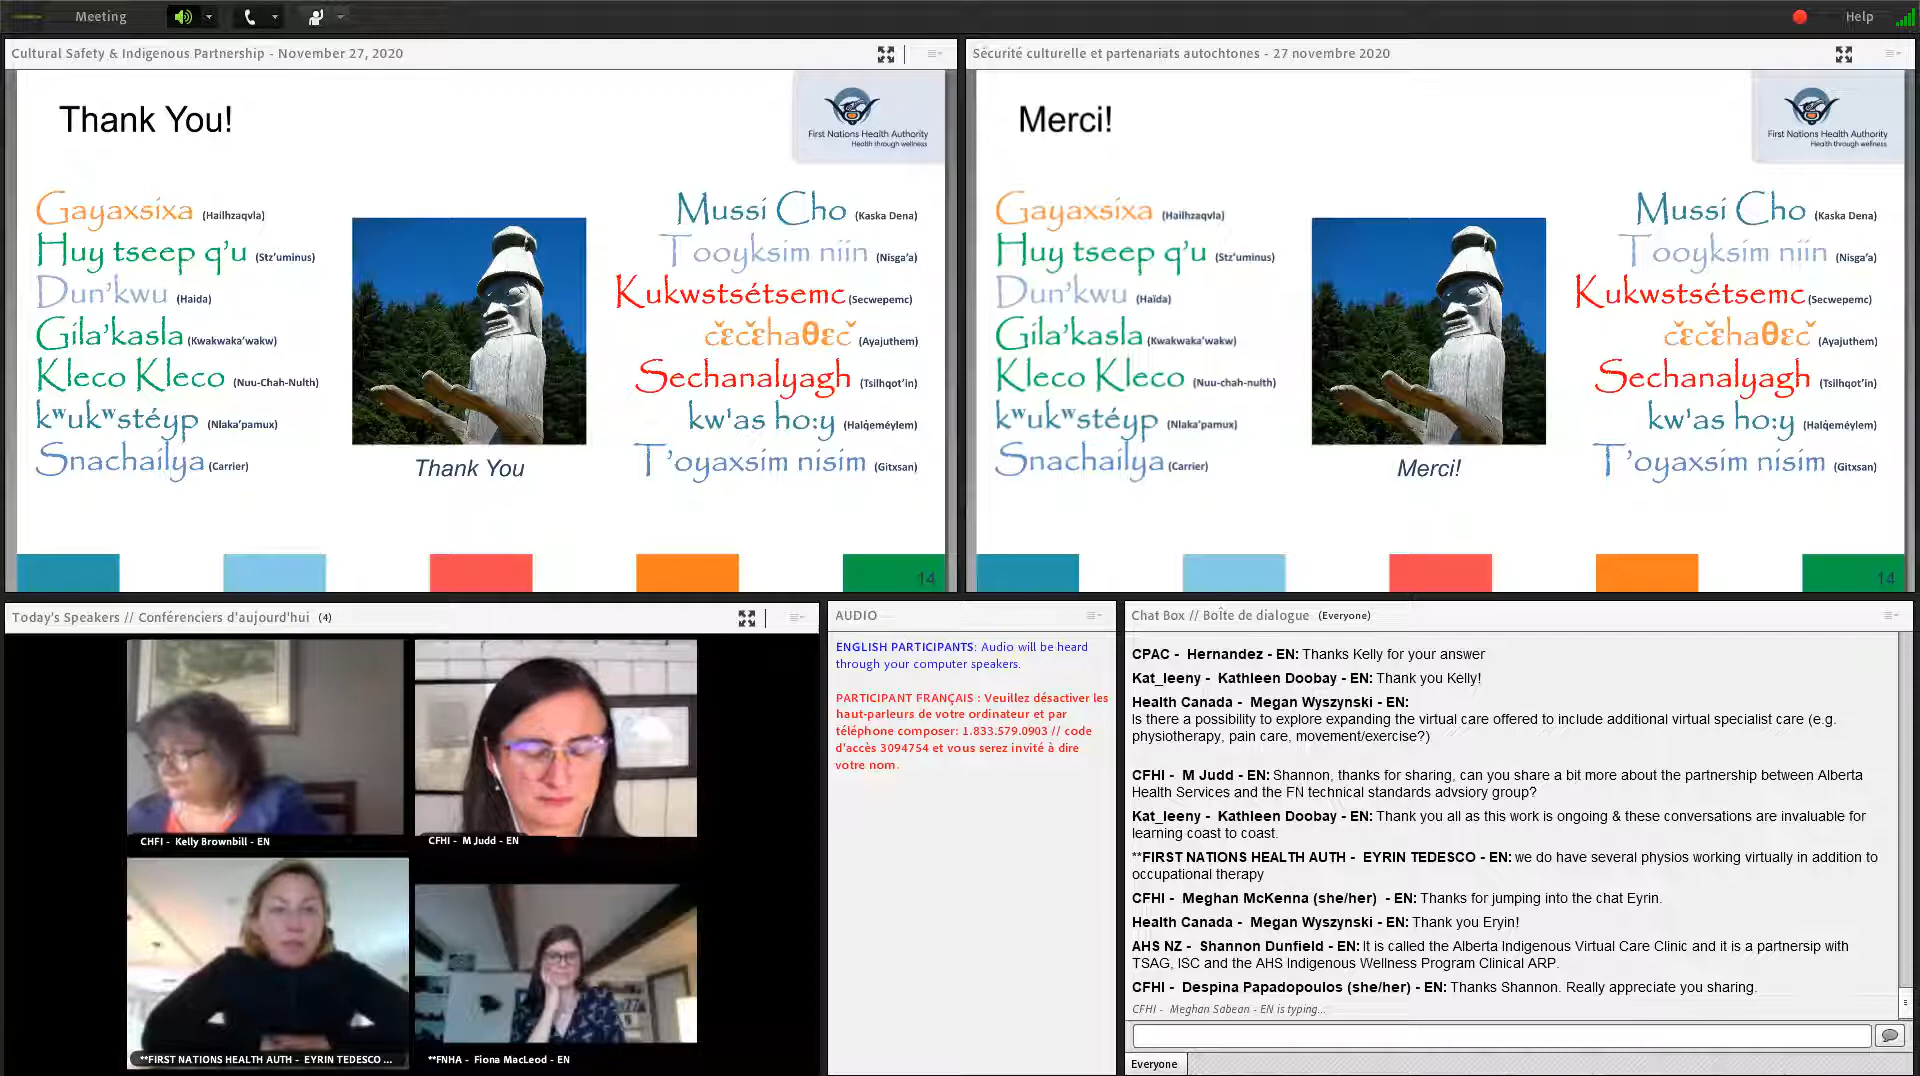 Meeting
Help
Cultural Safety & Indigenous Partnership - November 27, 2020
Thank You!
First Nations Health Authority
Health through wellness
Gayaxsixa (Hailhzaqvla)
Huy tseep q'u (Stz'uminus)
Dun'kwu (Haida)
Gila'kasla (Kwakwaka'wakw)
Kleco Kleco (Nuu-Chah-Nulth)
kʷukʷstéyp (Nlaka'pamux)
Snachailya (Carrier)
Thank You
Mussi Cho (Kaska Dena)
Tooyksim niin (Nisga'a)
Kukwstsétsemc (Secwepemc)
čɛčɛhaθɛč (Ayajuthem)
Sechanalyagh (Tsilhqot'in)
kw'as ho:y (Halq̓eméylem)
T'oyaxsim nisim (Gitxsan)
14
Sécurité culturelle et partenariats autochtones - 27 novembre 2020
Merci!
First Nations Health Authority
Health through wellness
Gayaxsixa (Hailhzaqvla)
Huy tseep q'u (Stz'uminus)
Dun'kwu (Haïda)
Gila'kasla (Kwakwaka'wakw)
Kleco Kleco (Nuu-chah-nulth)
kʷukʷstéyp (Nlaka'pamux)
Snachailya (Carrier)
Merci!
Mussi Cho (Kaska Dena)
Tooyksim niin (Nisga'a)
Kukwstsétsemc (Secwepemc)
čɛčɛhaθɛč (Ayajuthem)
Sechanalyagh (Tsilhqot'in)
kw'as ho:y (Halq̓eméylem)
T'oyaxsim nisim (Gitxsan)
14
Today's Speakers // Conférenciers d'aujourd'hui (4)
CHFI - Kelly Brownbill - EN
CFHI - M Judd - EN
**FIRST NATIONS HEALTH AUTH - EYRIN TEDESCO ...
**FNHA - Fiona MacLeod - EN
AUDIO
ENGLISH PARTICIPANTS: Audio will be heard
through your computer speakers.
PARTICIPANT FRANÇAIS : Veuillez désactiver les
haut-parleurs de votre ordinateur et par
téléphone composer: 1.833.579.0903 // code
d'accès 3094754 et vous serez invité à dire
votre nom.
Chat Box // Boîte de dialogue (Everyone)
CPAC - Hernandez - EN: Thanks Kelly for your answer
Kat_leeny - Kathleen Doobay - EN: Thank you Kelly!
Health Canada - Megan Wyszynski - EN:
Is there a possibility to explore expanding the virtual care offered to include additional virtual specialist care (e.g.
physiotherapy, pain care, movement/exercise?)
CFHI - M Judd - EN: Shannon, thanks for sharing, can you share a bit more about the partnership between Alberta
Health Services and the FN technical standards advsiory group?
Kat_leeny - Kathleen Doobay - EN: Thank you all as this work is ongoing & these conversations are invaluable for
learning coast to coast.
**FIRST NATIONS HEALTH AUTH - EYRIN TEDESCO - EN: we do have several physios working virtually in addition to
occupational therapy
CFHI - Meghan McKenna (she/her) - EN: Thanks for jumping into the chat Eyrin.
Health Canada - Megan Wyszynski - EN: Thank you Eryin!
AHS NZ - Shannon Dunfield - EN: It is called the Alberta Indigenous Virtual Care Clinic and it is a partnersip with
TSAG, ISC and the AHS Indigenous Wellness Program Clinical ARP.
CFHI - Despina Papadopoulos (she/her) - EN: Thanks Shannon. Really appreciate you sharing.
CFHI - Meghan Sabean - EN is typing...
Everyone